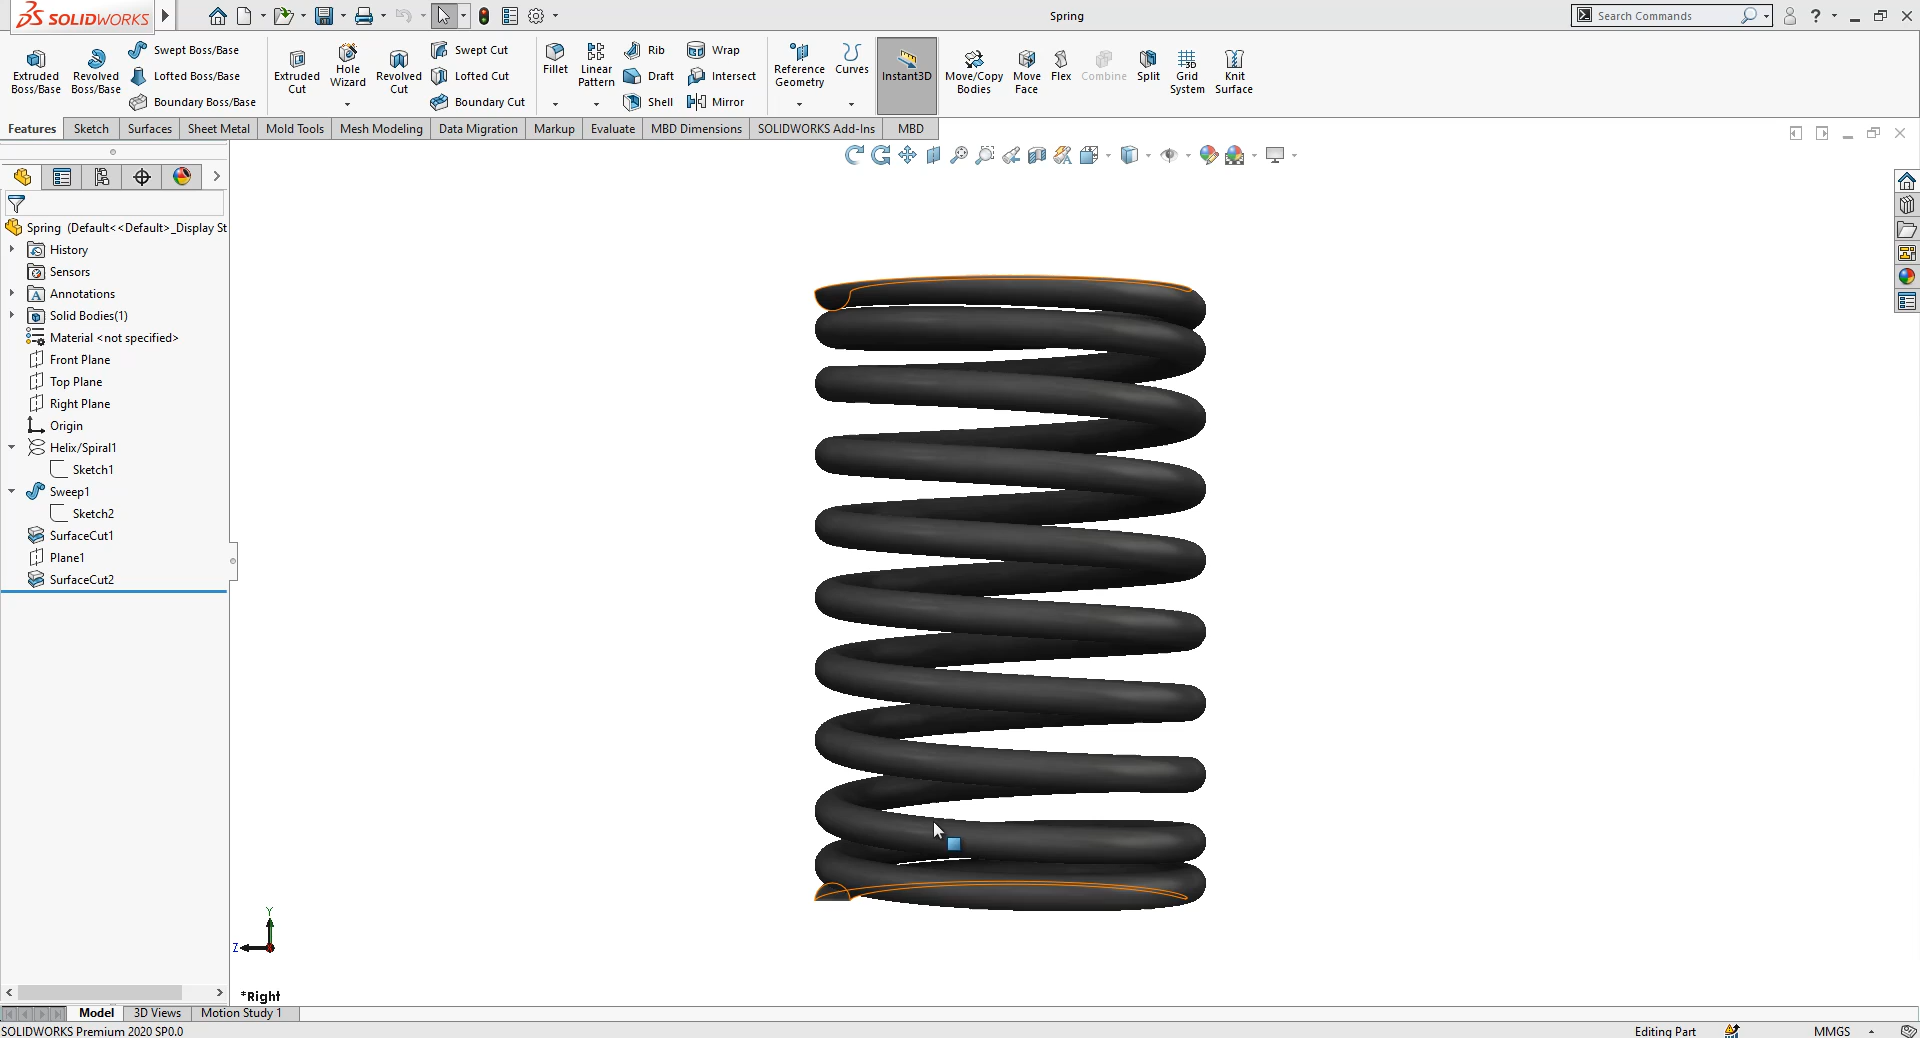 SOLIDWORKS
Spring
Search Commands
?
Extruded Boss/Base
Revolved Boss/Base
Swept Boss/Base
Lofted Boss/Base
Boundary Boss/Base
Extruded Cut
Hole Wizard
Revolved Cut
Swept Cut
Lofted Cut
Boundary Cut
Fillet
Linear Pattern
Rib
Draft
Shell
Wrap
Intersect
Mirror
Reference Geometry
Curves
Instant3D
Move/Copy Bodies
Move Face
Flex
Combine
Split
Grid System
Knit Surface
Features
Sketch
Surfaces
Sheet Metal
Mold Tools
Mesh Modeling
Data Migration
Markup
Evaluate
MBD Dimensions
SOLIDWORKS Add-Ins
MBD
Spring (Default<<Default>_Display St
History
Sensors
Annotations
Solid Bodies(1)
Material <not specified>
Front Plane
Top Plane
Right Plane
Origin
Helix/Spiral1
Sketch1
Sweep1
Sketch2
SurfaceCut1
Plane1
SurfaceCut2
Y
Z
*Right
Model
3D Views
Motion Study 1
SOLIDWORKS Premium 2020 SP0.0
Editing Part
MMGS